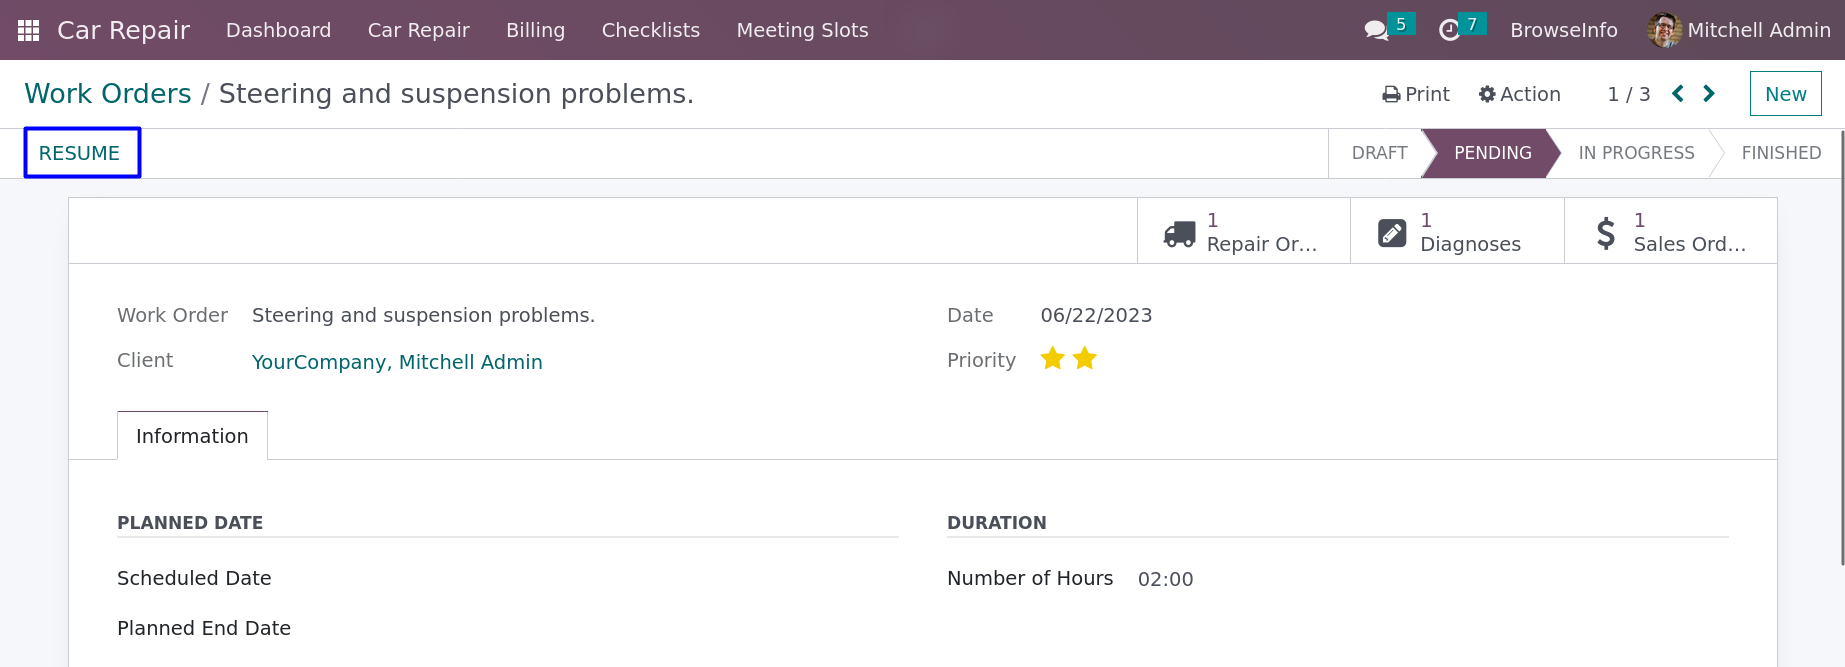 Car Repair Dashboard Car Repair Billing Checklists Meeting Slots 5 7 BrowseInfo Mitchell Admin
Work Orders / Steering and suspension problems. Print Action 1 / 3 New
RESUME DRAFT PENDING IN PROGRESS FINISHED
1 Repair Or...
1 Diagnoses
$ 1 Sales Ord...
Work Order Steering and suspension problems. Date 06/22/2023
Client YourCompany, Mitchell Admin Priority
Information
PLANNED DATE DURATION
Scheduled Date Number of Hours 02:00
Planned End Date